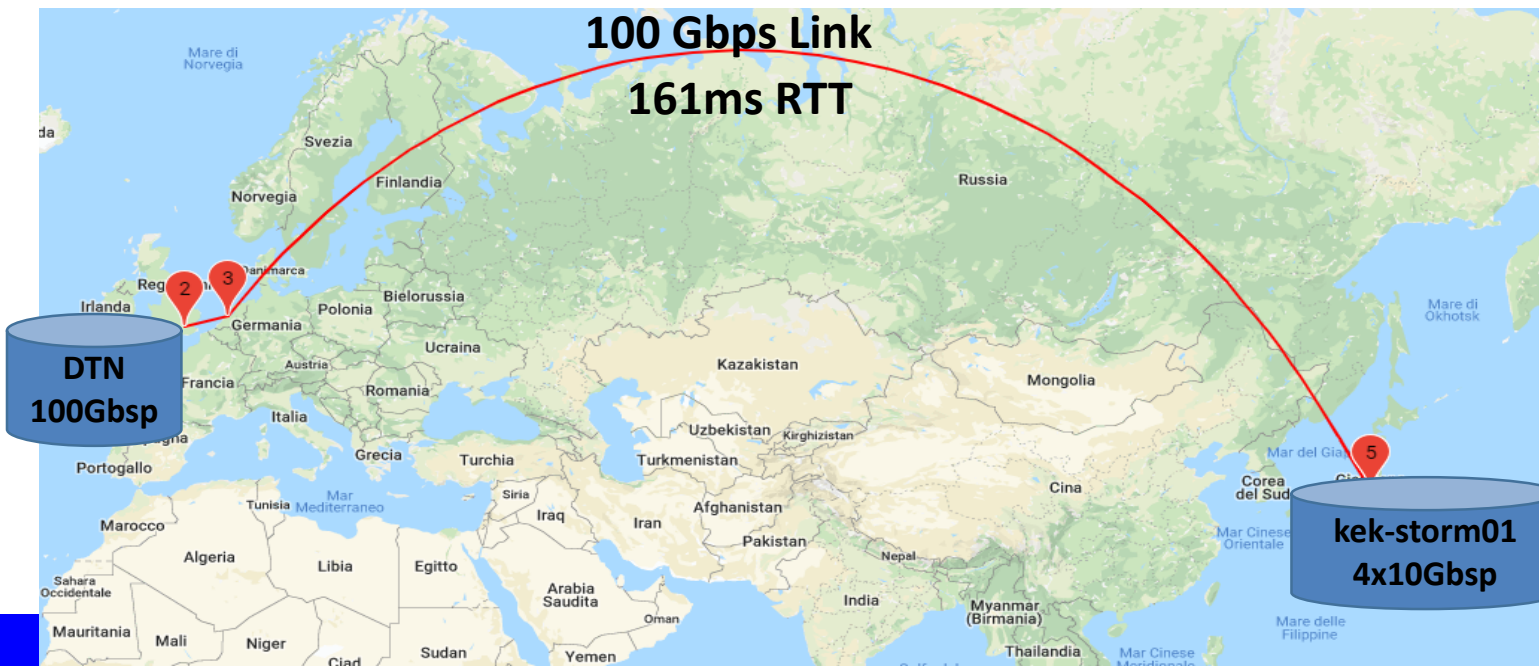 100 Gbps Link
161ms RTT
Mare di
Norvegia
da
Svezia
Finlandia
Norvegia
Russia
Danimarca
Reg
2
3
Irlanda
Bielorussia
Polonia
Germania
Mare di
Okhotsk
DTN
100Gbsp
Ucraina
Austria
Francia
Romania
Kazakistan
Mongolia
Italia
Uzbekistan
Kirghizistan
Grecia
Turchia
Turkmenistan
Portogallo
Mar del Gia
5
Corea
del Sud
Cina
Siria
Tunisia
Mar
Mediterraneo
Iraq
Iran
Afghanistan
Marocco
Pakistan
Mar Cinese
Orientale
kek-storm01
4x10Gbsp
Algeria
Libia
Egitto
Nepal
Sahara
Occidentale
Arabia
Saudita
Oman
India
Myanmar
(Birmania)
Mare delle
Filippine
Mauritania
Mali
Niger
Ciad
Sudan
Yemen
Thailandia
Mar Cinese